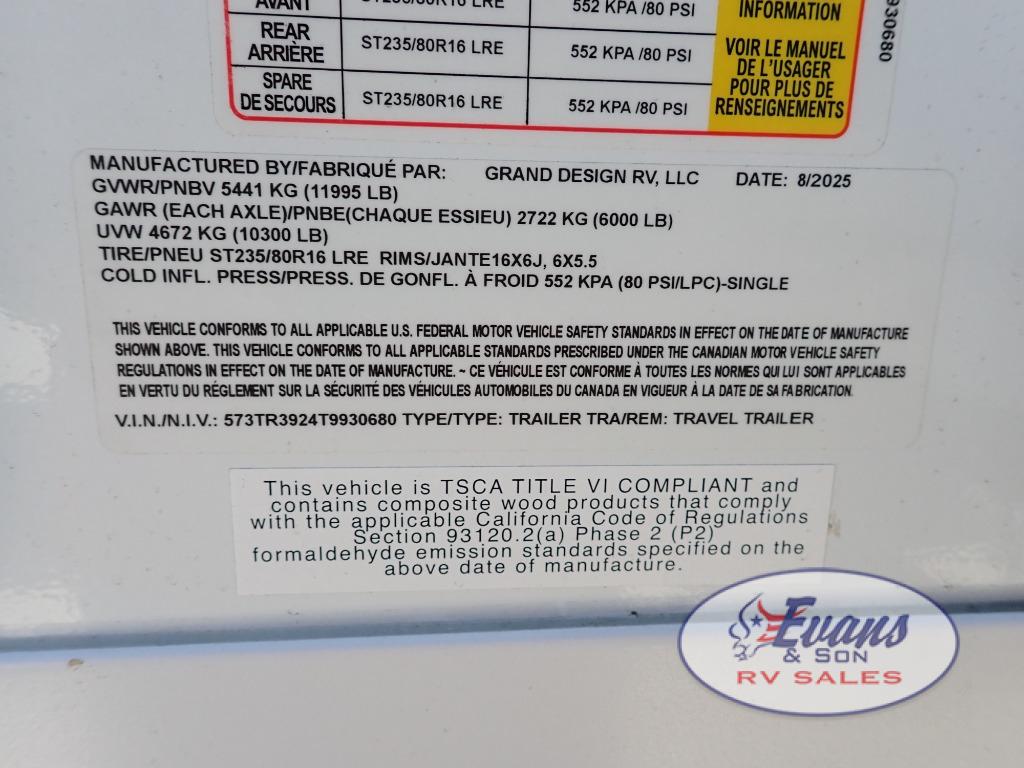 AVANT ST235/80R16 LRE 552 KPA /80 PSI
INFORMATION
REAR
ARRIÈRE ST235/80R16 LRE 552 KPA /80 PSI
VOIR LE MANUEL
DE L'USAGER
POUR PLUS DE
RENSEIGNEMENTS
SPARE
DE SECOURS ST235/80R16 LRE 552 KPA /80 PSI
930680
MANUFACTURED BY/FABRIQUÉ PAR: GRAND DESIGN RV, LLC DATE: 8/2025
GVWR/PNBV 5441 KG (11995 LB)
GAWR (EACH AXLE)/PNBE(CHAQUE ESSIEU) 2722 KG (6000 LB)
UVW 4672 KG (10300 LB)
TIRE/PNEU ST235/80R16 LRE RIMS/JANTE16X6J, 6X5.5
COLD INFL. PRESS/PRESS. DE GONFL. À FROID 552 KPA (80 PSI/LPC)-SINGLE
THIS VEHICLE CONFORMS TO ALL APPLICABLE U.S. FEDERAL MOTOR VEHICLE SAFETY STANDARDS IN EFFECT ON THE DATE OF MANUFACTURE
SHOWN ABOVE. THIS VEHICLE CONFORMS TO ALL APPLICABLE STANDARDS PRESCRIBED UNDER THE CANADIAN MOTOR VEHICLE SAFETY
REGULATIONS IN EFFECT ON THE DATE OF MANUFACTURE. ~ CE VÉHICULE EST CONFORME À TOUTES LES NORMES QUI LUI SONT APPLICABLES
EN VERTU DU RÉGLEMENT SUR LA SÉCURITÉ DES VÉHICULES AUTOMOBILES DU CANADA EN VIGUEUR À LA DATE DE SA FABRICATION.
V.I.N./N.I.V.: 573TR3924T9930680 TYPE/TYPE: TRAILER TRA/REM: TRAVEL TRAILER
This vehicle is TSCA TITLE VI COMPLIANT and
contains composite wood products that comply
with the applicable California Code of Regulations
Section 93120.2(a) Phase 2 (P2)
formaldehyde emission standards specified on the
above date of manufacture.
Evans
& SON
RV SALES